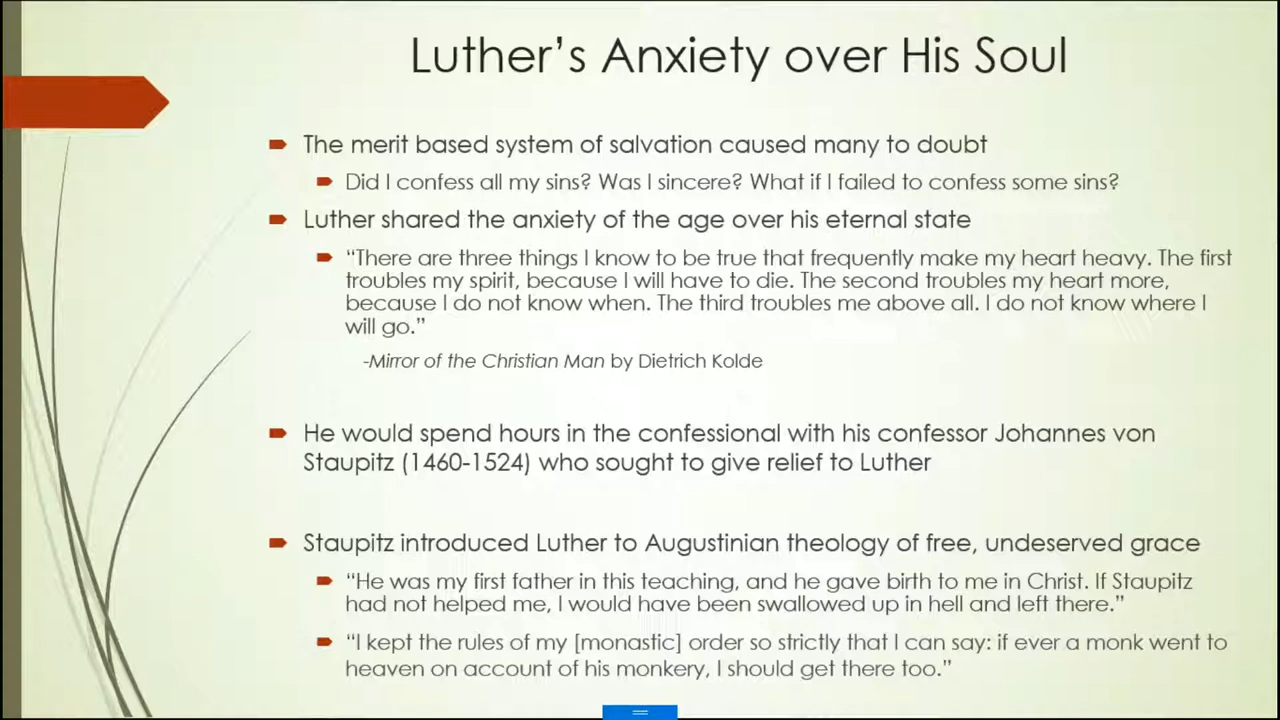 Luther's Anxiety over His Soul
The merit based system of salvation caused many to doubt
Did I confess all my sins? Was I sincere? What if I failed to confess some sins?
Luther shared the anxiety of the age over his eternal state
“There are three things I know to be true that frequently make my heart heavy. The first
troubles my spirit, because I will have to die. The second troubles my heart more,
because I do not know when. The third troubles me above all. I do not know where I
will go.”
-Mirror of the Christian Man by Dietrich Kolde
He would spend hours in the confessional with his confessor Johannes von
Staupitz (1460-1524) who sought to give relief to Luther
Staupitz introduced Luther to Augustinian theology of free, undeserved grace
“He was my first father in this teaching, and he gave birth to me in Christ. If Staupitz
had not helped me, I would have been swallowed up in hell and left there.”
“I kept the rules of my [monastic] order so strictly that I can say: if ever a monk went to
heaven on account of his monkery, I should get there too.”